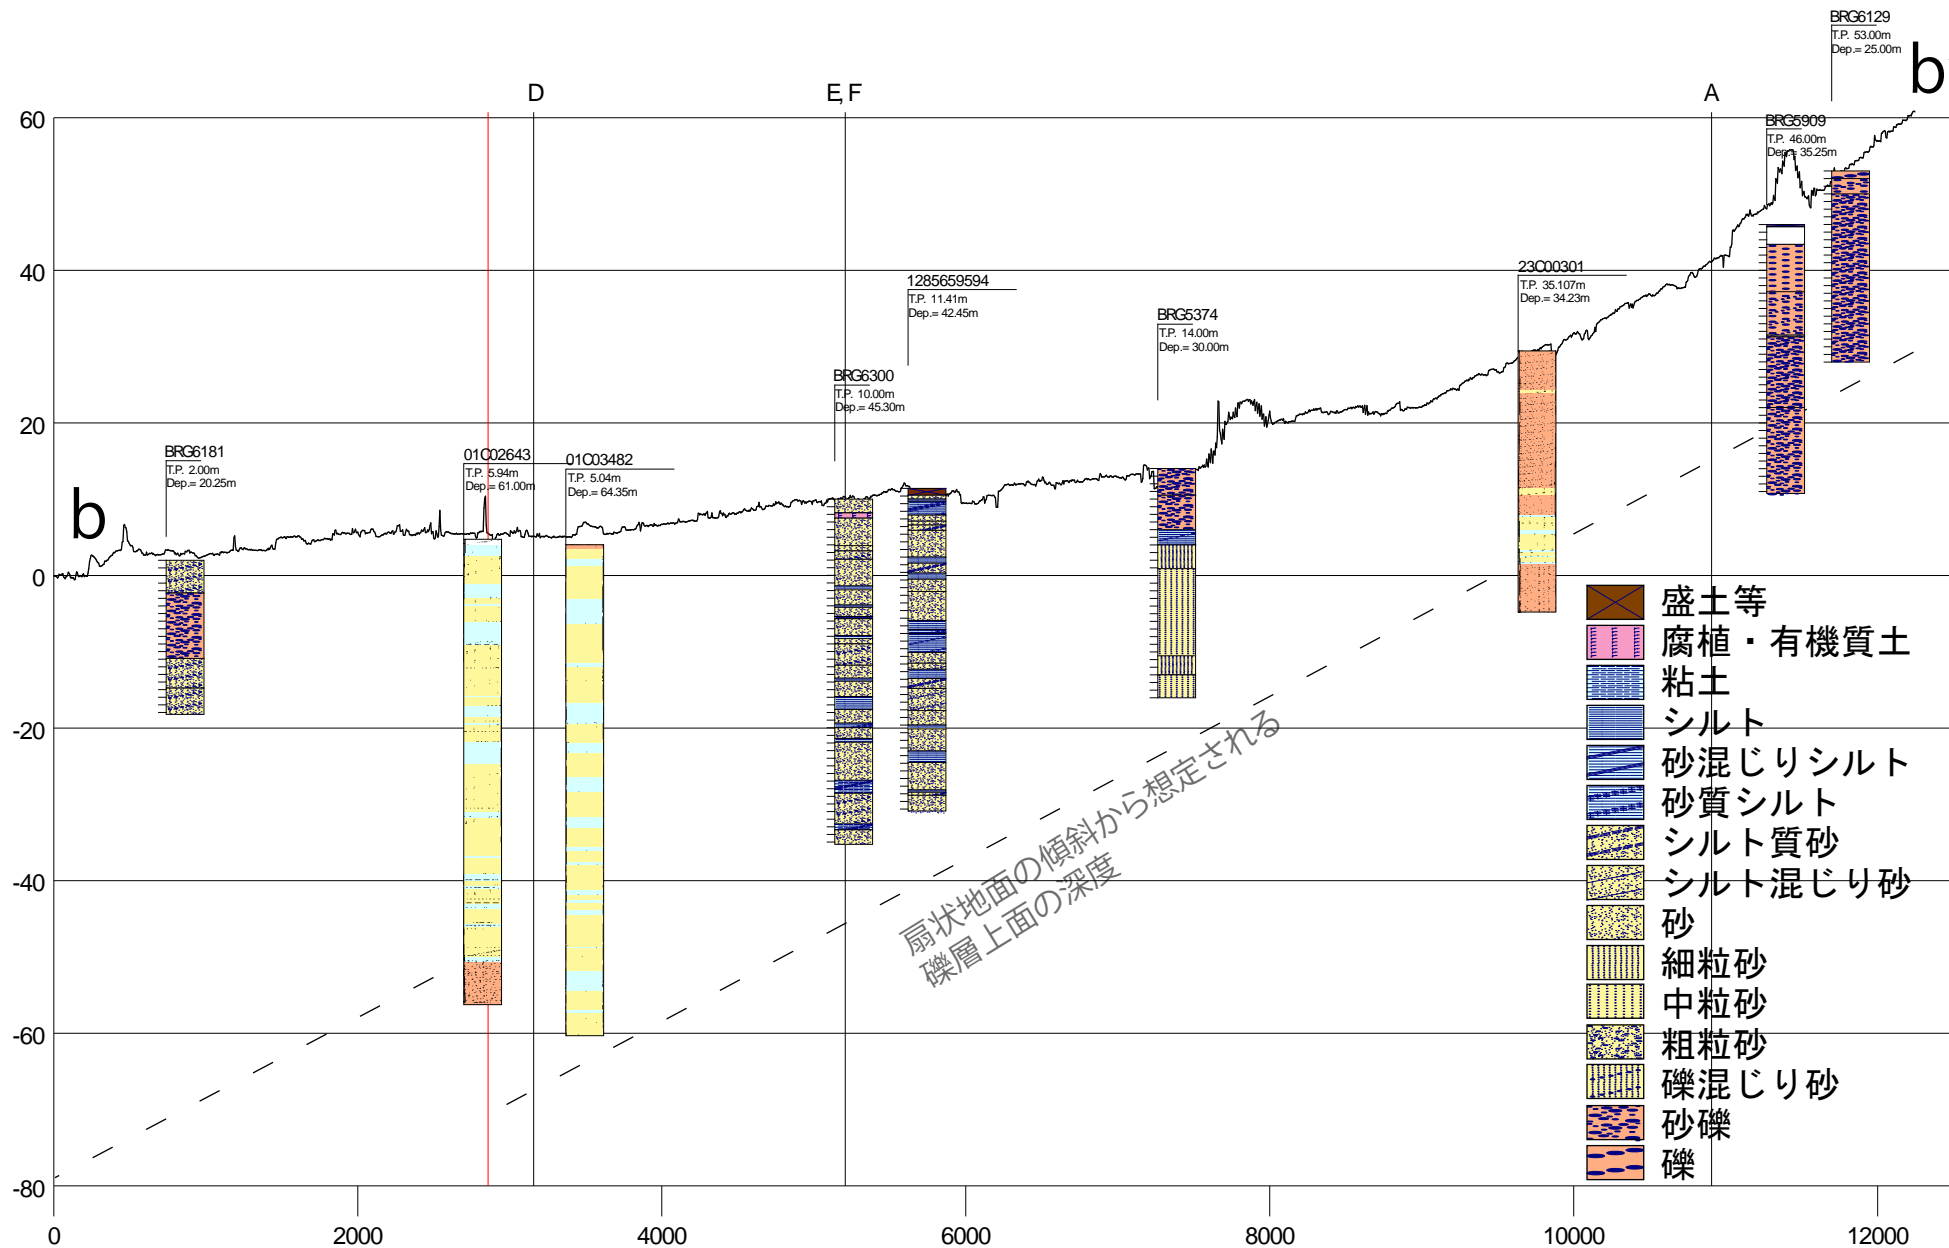 BRG6129
T.P. 53.00m
Dep.= 25.00m
b
D
E, F
A
60
BRG5909
T.P. 46.00m
Dep.= 35.25m
40
23C00301
T.P. 35.107m
Dep.= 34.23m
1285659594
T.P. 11.41m
Dep.= 42.45m
BRG5374
T.P. 14.00m
Dep.= 30.00m
BRG6300
T.P. 10.00m
Dep.= 45.30m
20
BRG6181
T.P. 2.00m
Dep.= 20.25m
01C02643
T.P. 5.94m
Dep.= 61.00m
01C03482
T.P. 5.04m
Dep.= 64.35m
b
0
-20
-40
-60
-80
扇状地面の傾斜から想定される
礫層上面の深度
盛土等
腐植・有機質土
粘土
シルト
砂混じりシルト
砂質シルト
シルト質砂
シルト混じり砂
砂
細粒砂
中粒砂
粗粒砂
礫混じり砂
砂礫
礫
0
2000
4000
6000
8000
10000
12000